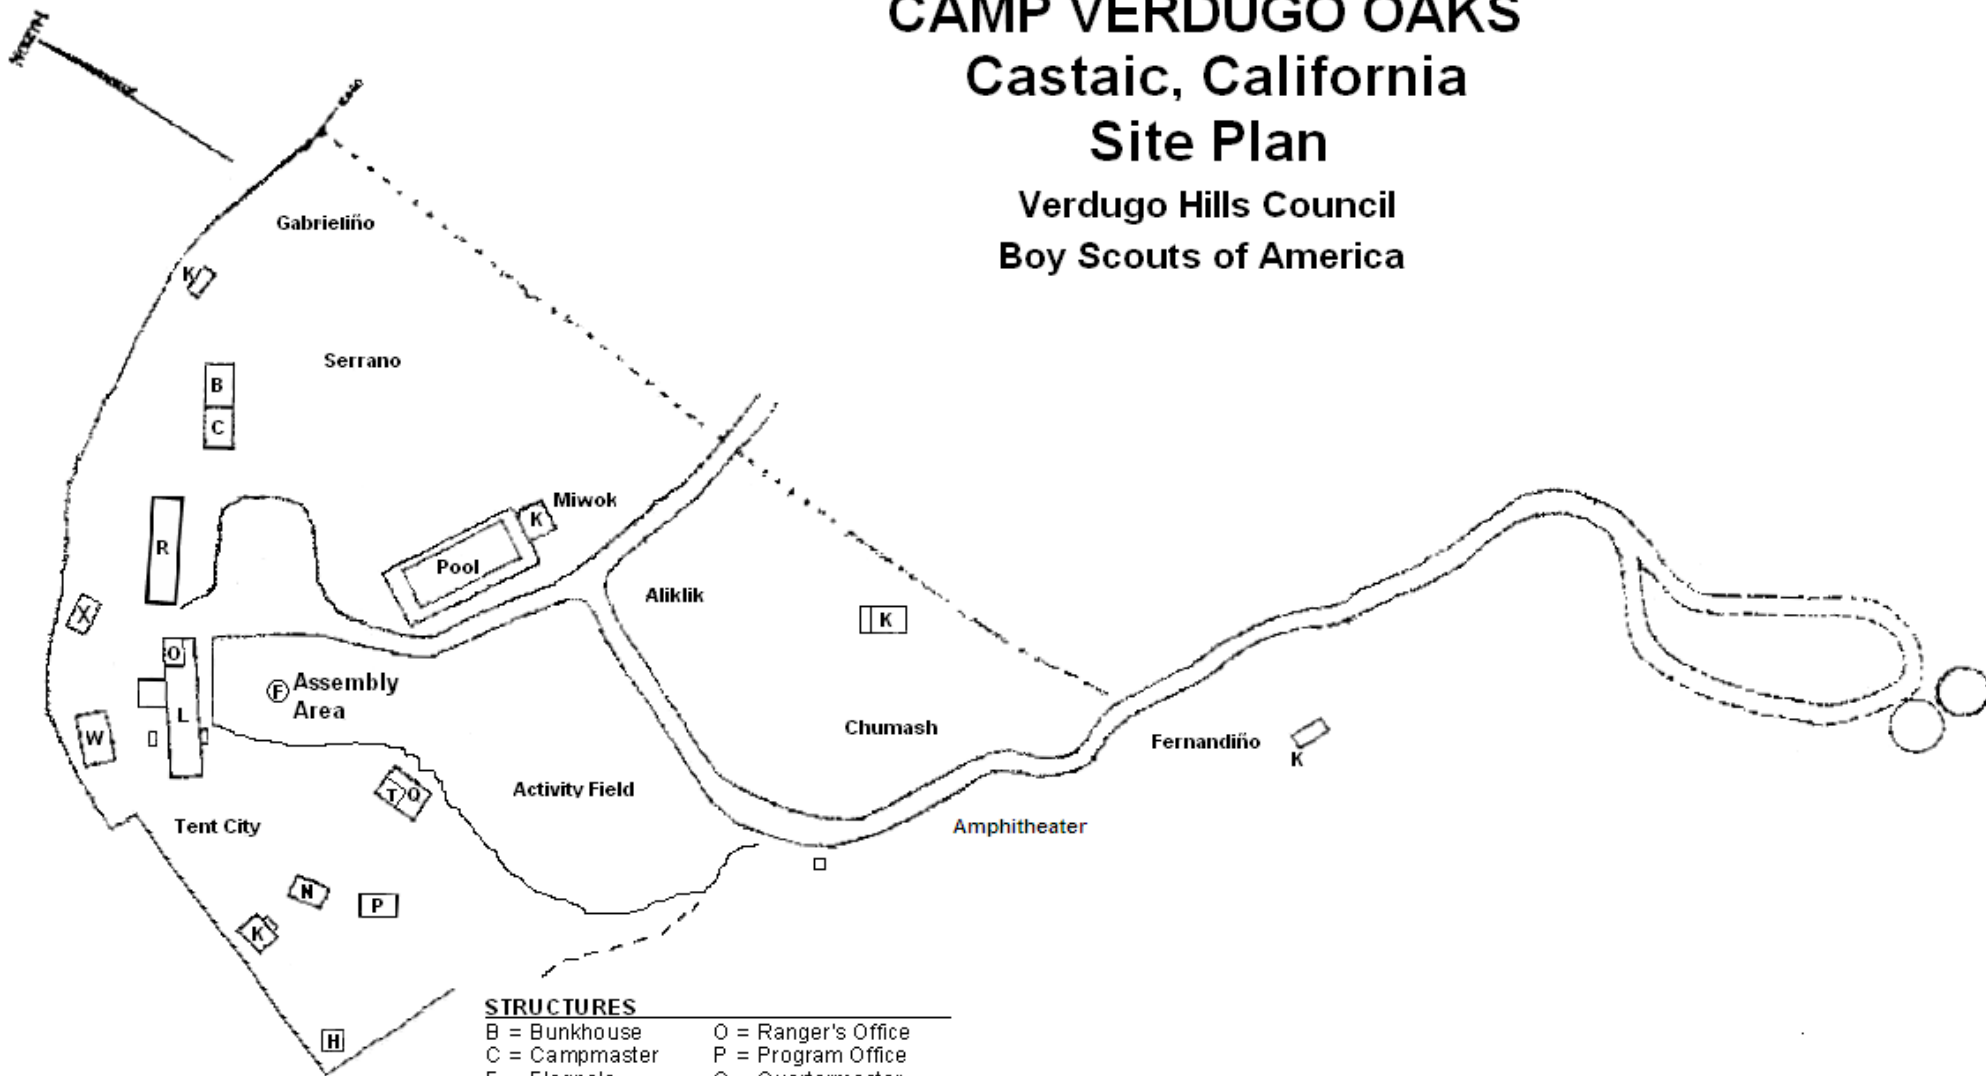 CAMP VERDUGO OAKS
Castaic, California
Site Plan
Verdugo Hills Council
Boy Scouts of America
NORTH
Gabrieliño
K
Serrano
B
C
Miwok
K
R
Pool
Aliklik
K
X
O
F
Assembly
Area
L
W
Chumash
Fernandiño
K
T Q
Activity Field
Tent City
Amphitheater
N
P
K
H
STRUCTURES
B = Bunkhouse
O = Ranger's Office
C = Campmaster
P = Program Office